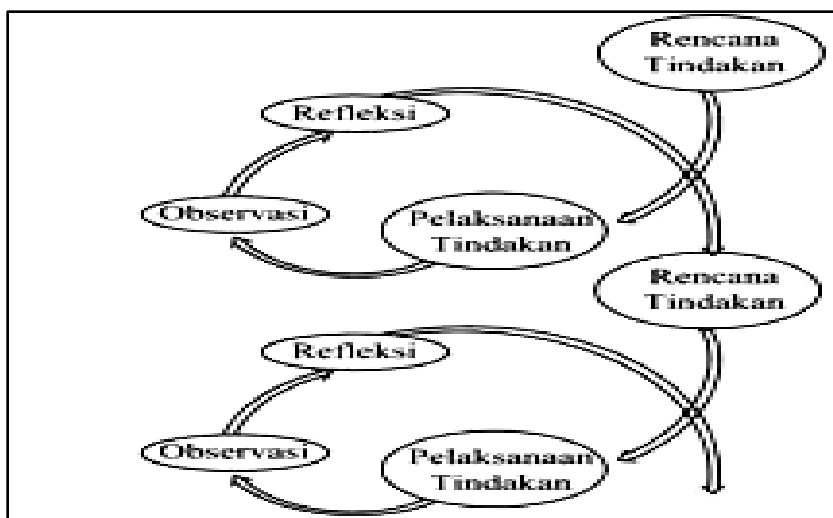 Rencana
Tindakan
Refleksi
Observasi
Pelaksanaan
Tindakan
Rencana
Tindakan
Refleksi
Observasi
Pelaksanaan
Tindakan